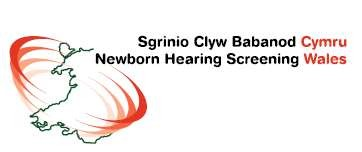 Sgrinio Clyw Babanod Cymru
Newborn Hearing Screening Wales